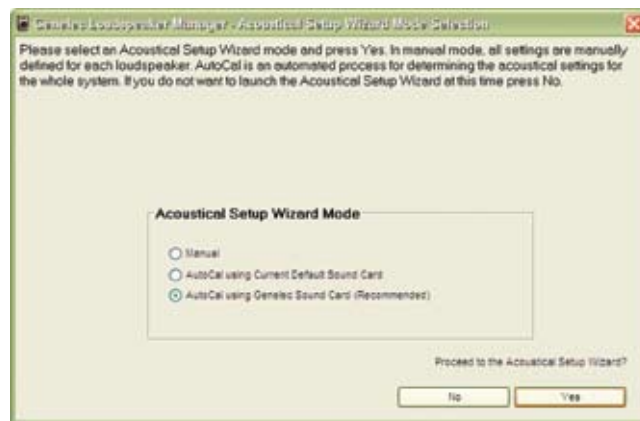 Genelec Loudspeaker Manager - Acoustical Setup Wizard Mode Selection
Please select an Acoustical Setup Wizard mode and press Yes. In manual mode, all settings are manually
defined for each loudspeaker. AutoCal is an automated process for determining the acoustical settings for
the whole system. If you do not want to launch the Acoustical Setup Wizard at this time press No.
Acoustical Setup Wizard Mode
Manual
AutoCal using Current Default Sound Card
AutoCal using Genelec Sound Card (Recommended)
Proceed to the Acoustical Setup Wizard?
No
Yes